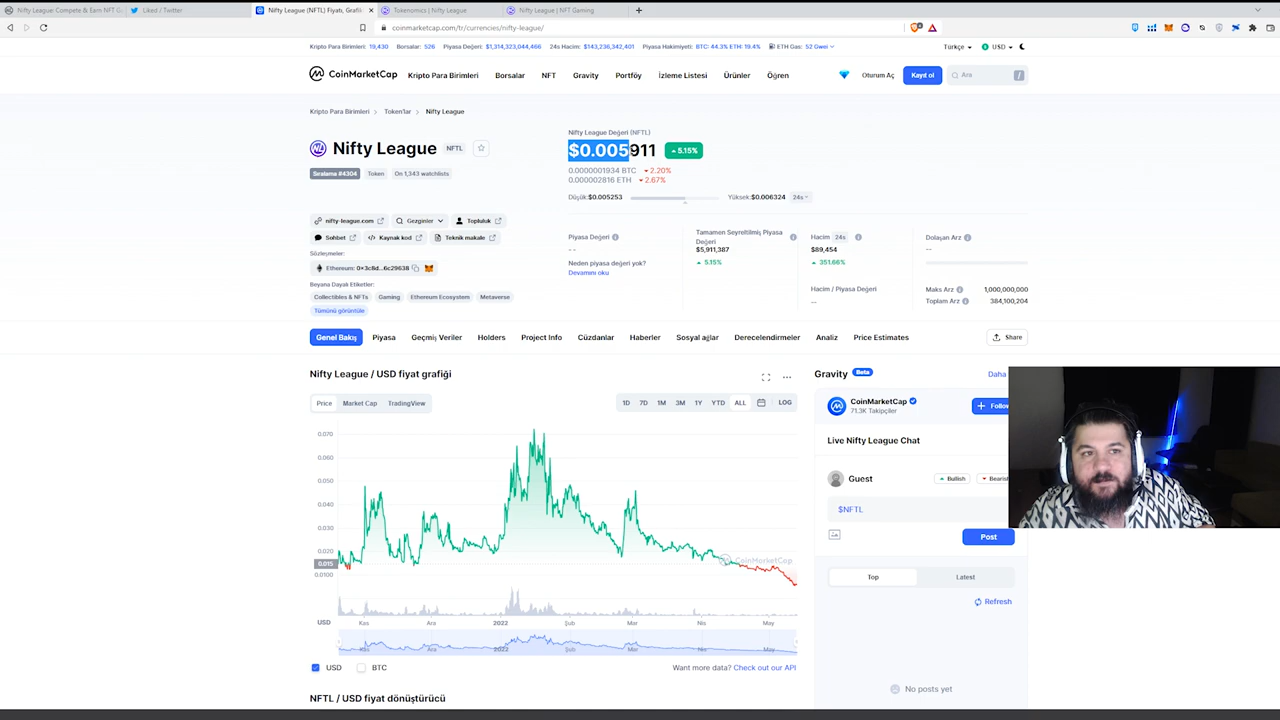 Nifty League: Compete & Earn NFT G
Liked / Twitter
Nifty League (NFTL) Fiyatı, Grafik
Tokenomics | Nifty League
Nifty League | NFT Gaming
coinmarketcap.com/tr/currencies/nifty-league/
Kripto Para Birimleri: 19,430 Borsalar: 526 Piyasa Değeri: $1,314,323,044,466 24s Hacim: $143,236,342,401 Piyasa Hakimiyeti: BTC: 44.3% ETH: 19.4% ETH Gas: 52 Gwei
Türkçe USD
CoinMarketCap
Kripto Para Birimleri Borsalar NFT Gravity Portföy İzleme Listesi Ürünler Öğren
Oturum Aç Kayıt ol Ara /
Kripto Para Birimleri > Token'lar > Nifty League
Nifty League NFTL
Sıralama #4304 Token On 1,343 watchlists
nifty-league.com Gezginler Topluluk
Sohbet Kaynak kod Teknik makale
Sözleşmeler:
Ethereum: 0x3c8d...6c29638
Beyana Dayalı Etiketler:
Collectibles & NFTs Gaming Ethereum Ecosystem Metaverse
Tümünü görüntüle
Nifty League Değeri (NFTL)
$0.005911 5.15%
0.0000001934 BTC 2.20%
0.000002816 ETH 2.67%
Düşük: $0.005253 Yüksek: $0.006324 24s
Piyasa Değeri
- -
Neden piyasa değeri yok?
Devamını oku
Tamamen Seyreltilmiş Piyasa
Değeri
$5,911,387
5.15%
Hacim 24s
$89,454
351.66%
Hacim / Piyasa Değeri
--
Dolaşan Arz
--
Maks Arz 1,000,000,000
Toplam Arz 384,100,204
Genel Bakış Piyasa Geçmiş Veriler Holders Project Info Cüzdanlar Haberler Sosyal ağlar Derecelendirmeler Analiz Price Estimates
Share
Nifty League / USD fiyat grafiği
Price Market Cap TradingView
1D 7D 1M 3M 1Y YTD ALL LOG
0.070
0.060
0.050
0.040
0.030
0.020
0.015
0.0100
CoinMarketCap
USD Kas Ara 2022 Şub Mar Nis May
Kas Ara 2022 Şub Mar Nis May
USD BTC
Want more data? Check out our API
NFTL / USD fiyat dönüştürücü
Gravity Beta
Daha
CoinMarketCap
71.3K Takipçiler
+ Follow
Live Nifty League Chat
Guest
Bullish Bearish
$NFTL
Post
Top Latest
Refresh
No posts yet